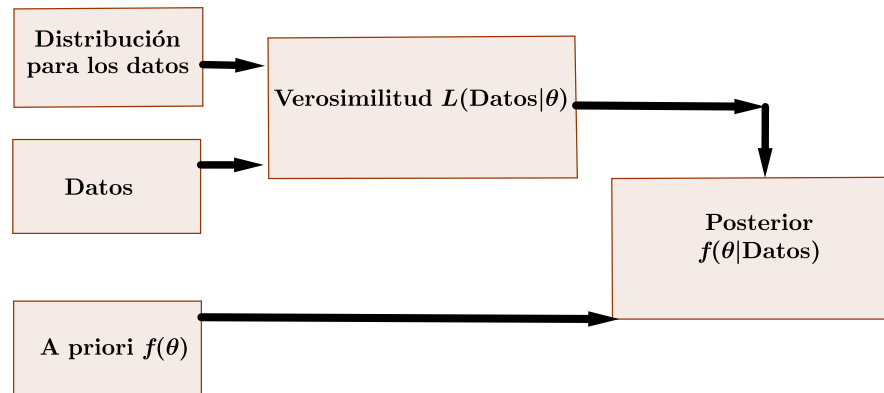 Distribución
para los datos
Verosimilitud L(Datos|θ)
Datos
Posterior
f(θ|Datos)
A priori f(θ)